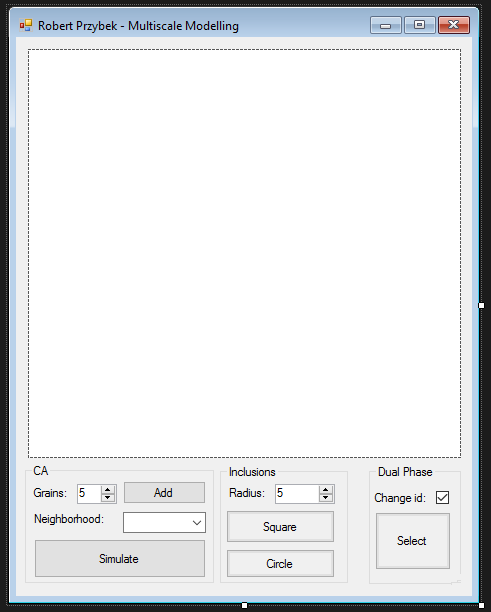 Robert Przybek - Multiscale Modelling
CA
Grains: 5 Add
Neighborhood:
Simulate
Inclusions
Radius: 5
Square
Circle
Dual Phase
Change id:
Select